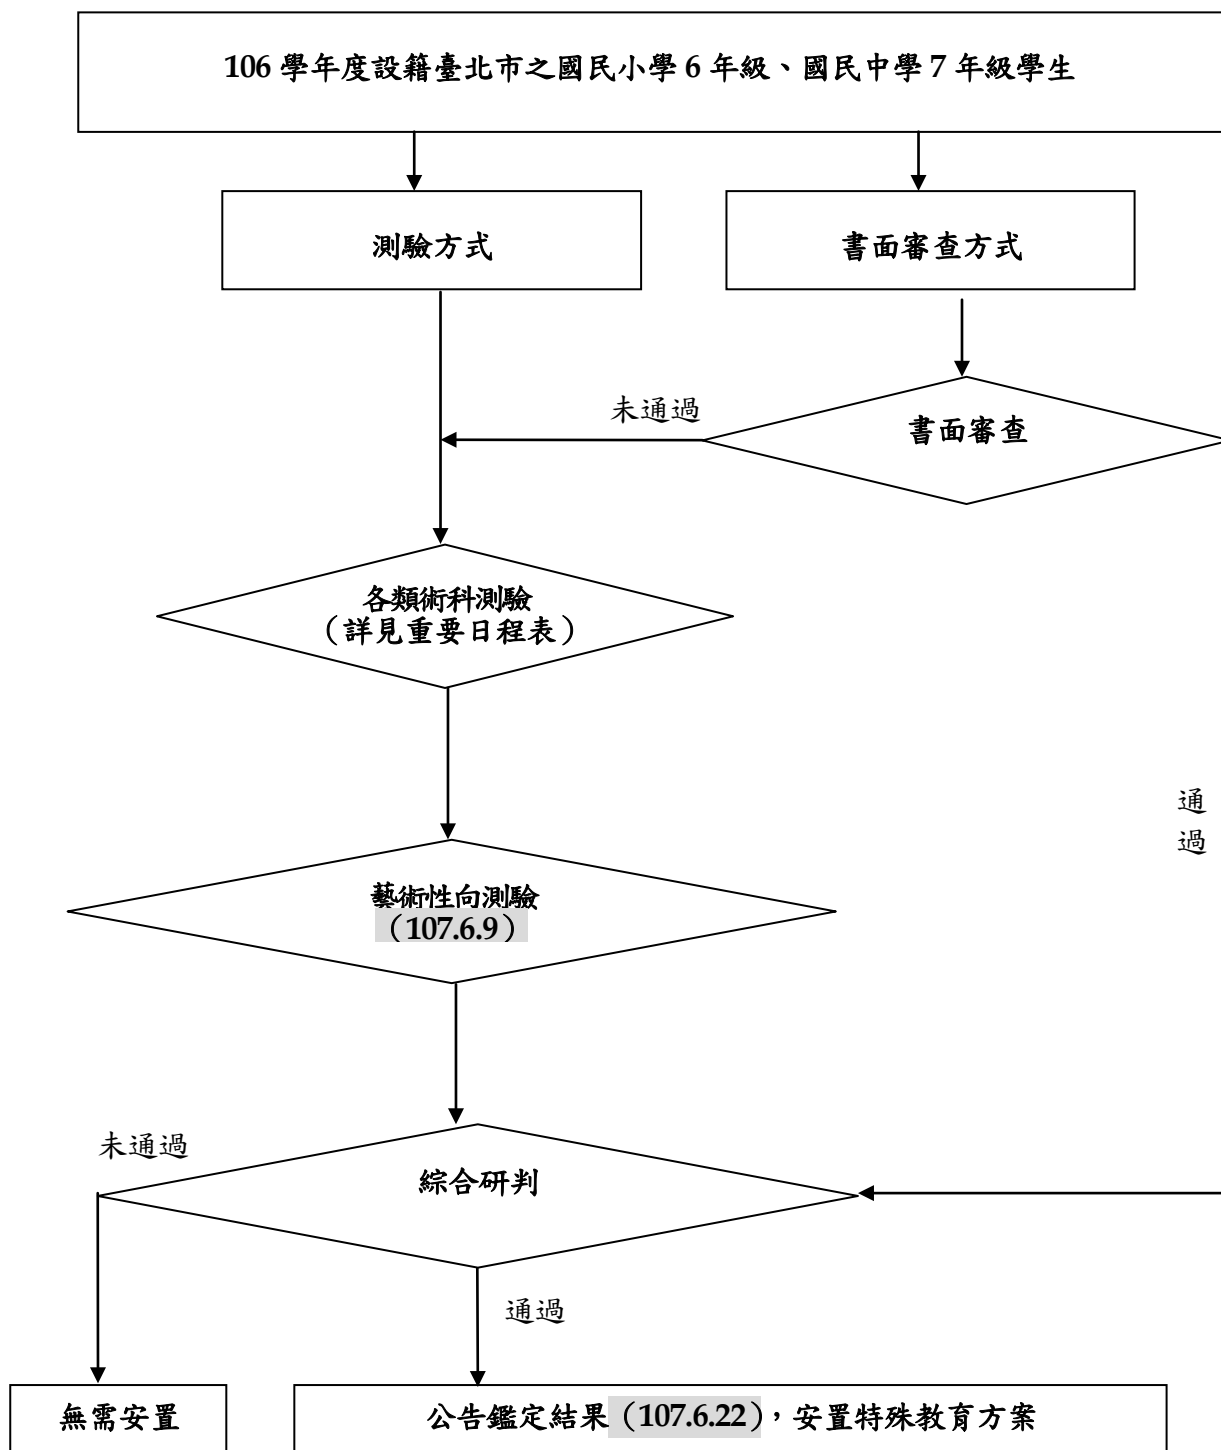 106 學年度設籍臺北市之國民小學 6 年級、國民中學 7 年級學生
測驗方式
書面審查方式
未通過
書面審查
各類術科測驗
（詳見重要日程表）
通
過
藝術性向測驗
（107.6.9）
未通過
綜合研判
通過
無需安置
公告鑑定結果（107.6.22），安置特殊教育方案